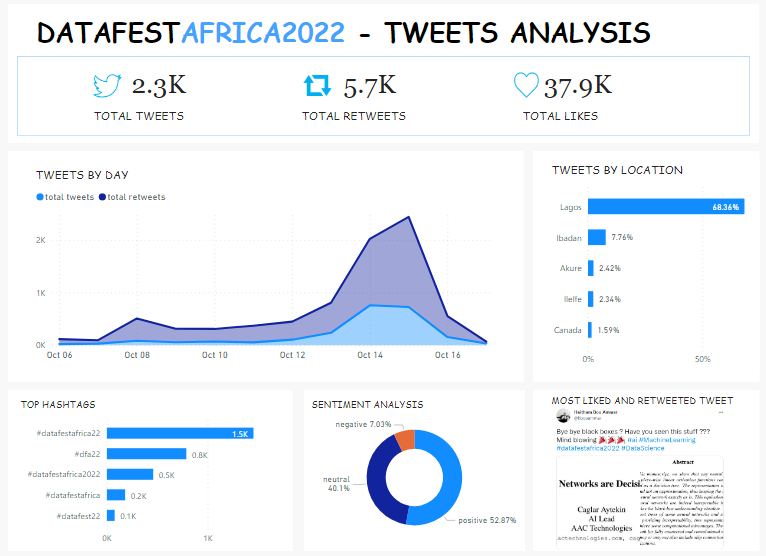 DATAFESTAFRICA2022 - TWEETS ANALYSIS
2.3K
TOTAL TWEETS
5.7K
TOTAL RETWEETS
37.9K
TOTAL LIKES
TWEETS BY DAY
total tweets total retweets
2K
1K
0K
Oct 06 Oct 08 Oct 10 Oct 12 Oct 14 Oct 16
TWEETS BY LOCATION
Lagos 68.36%
Ibadan 7.76%
Akure 2.42%
IleIfe 2.34%
Canada 1.59%
0% 50%
TOP HASHTAGS
#datafestafrica22 1.5K
#dfa22 0.8K
#datafestafrica2022 0.5K
#datafestafrica 0.2K
#datafest22 0.1K
0K 1K
SENTIMENT ANALYSIS
negative 7.03%
neutral
40.1%
positive 52.87%
MOST LIKED AND RETWEETED TWEET
Bye bye black boxes ? Have you seen this stuff ???
Mind blowing #ai #MachineLearning
#datafestafrica2022 #DataScience
Networks are Decisi
Caglar Aytekin
AI Lead
AAC Technologies
Abstract